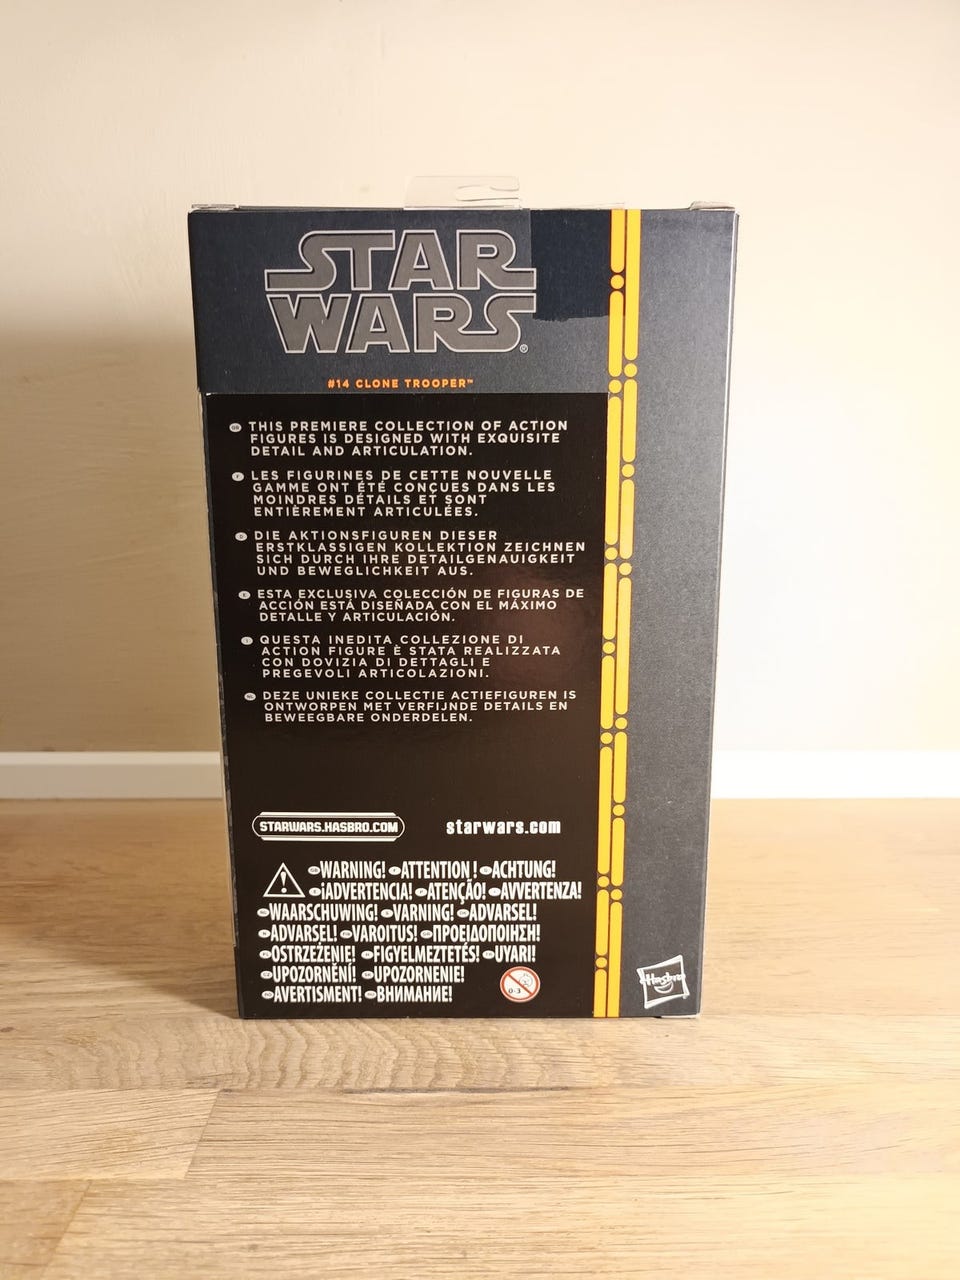 STAR
WARS®
#14 CLONE TROOPER™
GB THIS PREMIERE COLLECTION OF ACTION
FIGURES IS DESIGNED WITH EXQUISITE
DETAIL AND ARTICULATION.
F LES FIGURINES DE CETTE NOUVELLE
GAMME ONT ÉTÉ CONÇUES DANS LES
MOINDRES DÉTAILS ET SONT
ENTIÈREMENT ARTICULÉES.
D DIE AKTIONSFIGUREN DIESER
ERSTKLASSIGEN KOLLEKTION ZEICHNEN
SICH DURCH IHRE DETAILGENAUIGKEIT
UND BEWEGLICHKEIT AUS.
E ESTA EXCLUSIVA COLECCIÓN DE FIGURAS DE
ACCIÓN ESTÁ DISEÑADA CON EL MÁXIMO
DETALLE Y ARTICULACIÓN.
I QUESTA INEDITA COLLEZIONE DI
ACTION FIGURE È STATA REALIZZATA
CON DOVIZIA DI DETTAGLI E
PREGEVOLI ARTICOLAZIONI.
NL DEZE UNIEKE COLLECTIE ACTIEFIGUREN IS
ONTWORPEN MET VERFIJNDE DETAILS EN
BEWEEGBARE ONDERDELEN.
STARWARS.HASBRO.COM starwars.com
WARNING! ATTENTION! ACHTUNG!
¡ADVERTENCIA! ATENÇÃO! AVVERTENZA!
WAARSCHUWING! VARNING! ADVARSEL!
ADVARSEL! VAROITUS! ΠΡΟΕΙΔΟΠΟΙΗΣΗ!
OSTRZEŻENIE! FIGYELMEZTETÉS! UYARI!
UPOZORNĚNÍ! UPOZORNENIE!
AVERTISMENT! ВНИМАНИЕ!
0-3
Hasbro